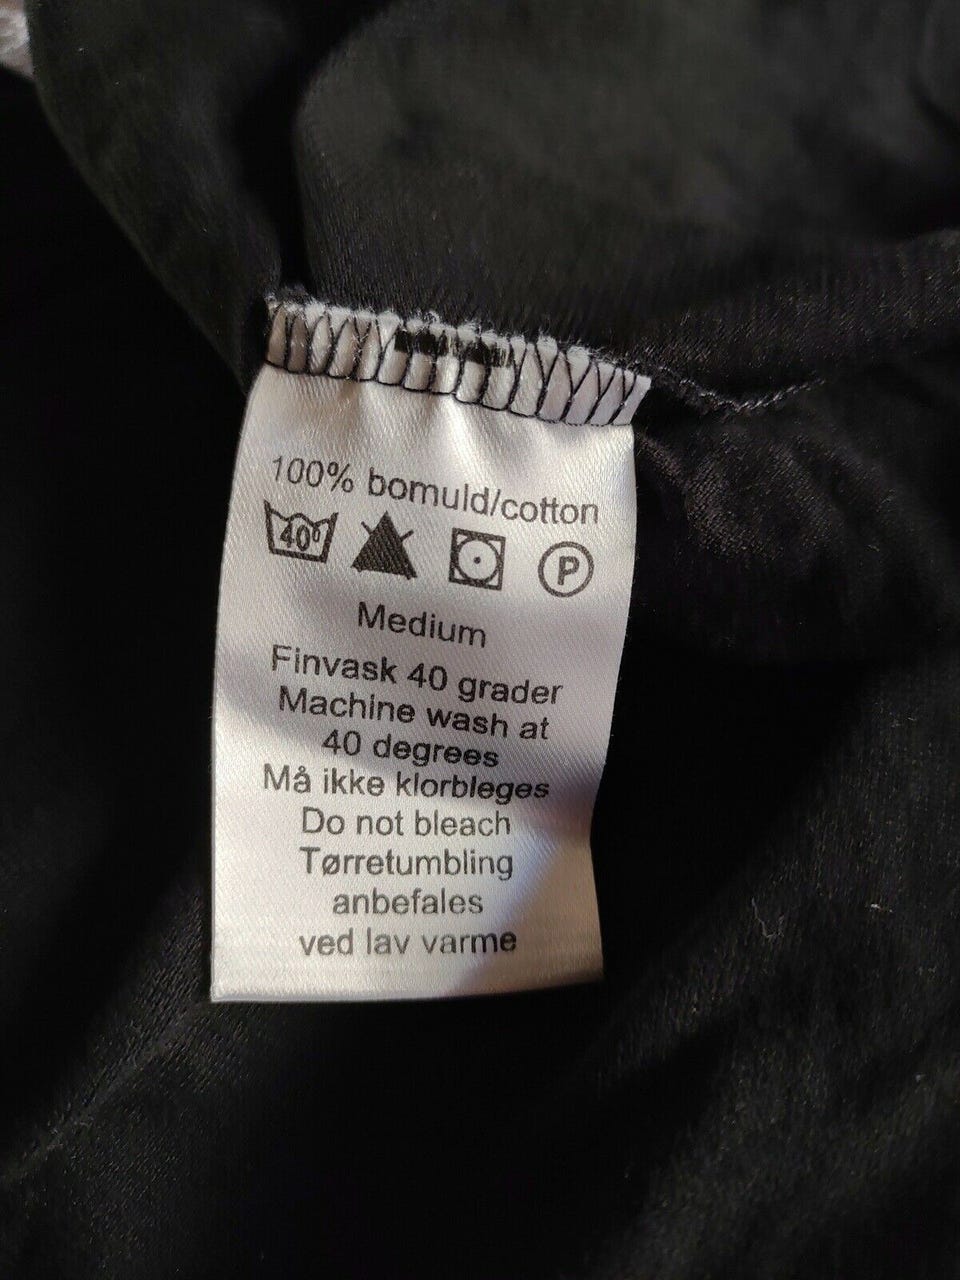 100% bomuld/cotton
40° P
Medium
Finvask 40 grader
Machine wash at
40 degrees
Må ikke klorbleges
Do not bleach
Tørretumbling
anbefales
ved lav varme